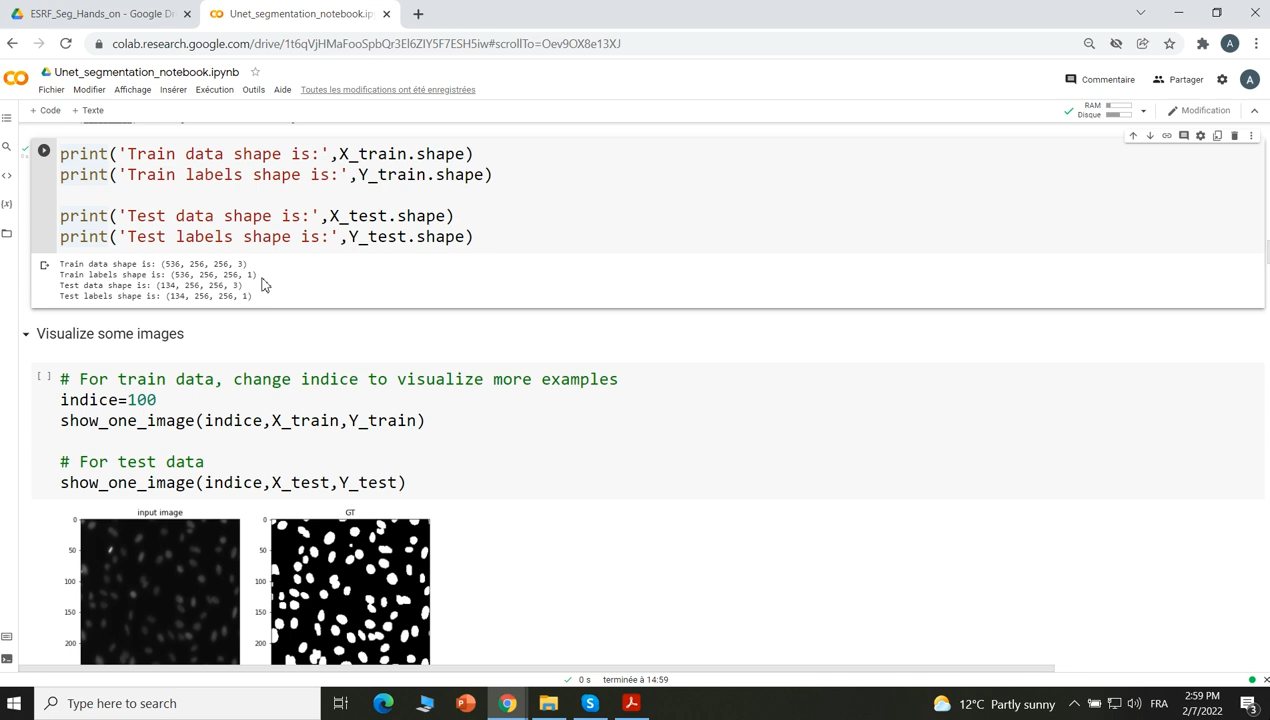 ESRF_Seg_Hands_on - Google Dr
Unet_segmentation_notebook.ipyn
colab.research.google.com/drive/1t6qVjHMaFooSpbQr3El6ZIY5F7ESH5iw#scrollTo=Oev9OX8e13XJ
A
Unet_segmentation_notebook.ipynb
Commentaire
Partager
A
Fichier Modifier Affichage Insérer Exécution Outils Aide Toutes les modifications ont été enregistrées
+ Code + Texte
RAM
Disque
Modification
print('Train data shape is:',X_train.shape)
0s
print('Train labels shape is:',Y_train.shape)
print('Test data shape is:',X_test.shape)
print('Test labels shape is:',Y_test.shape)
Train data shape is: (536, 256, 256, 3)
Train labels shape is: (536, 256, 256, 1)
Test data shape is: (134, 256, 256, 3)
Test labels shape is: (134, 256, 256, 1)
Visualize some images
[ ] # For train data, change indice to visualize more examples
indice=100
show_one_image(indice,X_train,Y_train)
# For test data
show_one_image(indice,X_test,Y_test)
input image
GT
0
50
100
150
200
0
50
100
150
200
0 s terminée à 14:59
Type here to search
12°C Partly sunny
FRA
2:59 PM
2/7/2022
3